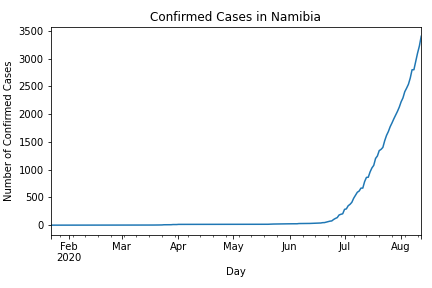 Confirmed Cases in Namibia
3500
3000
2500
2000
1500
1000
500
0
Number of Confirmed Cases
Feb Mar Apr May Jun Jul Aug
2020
Day